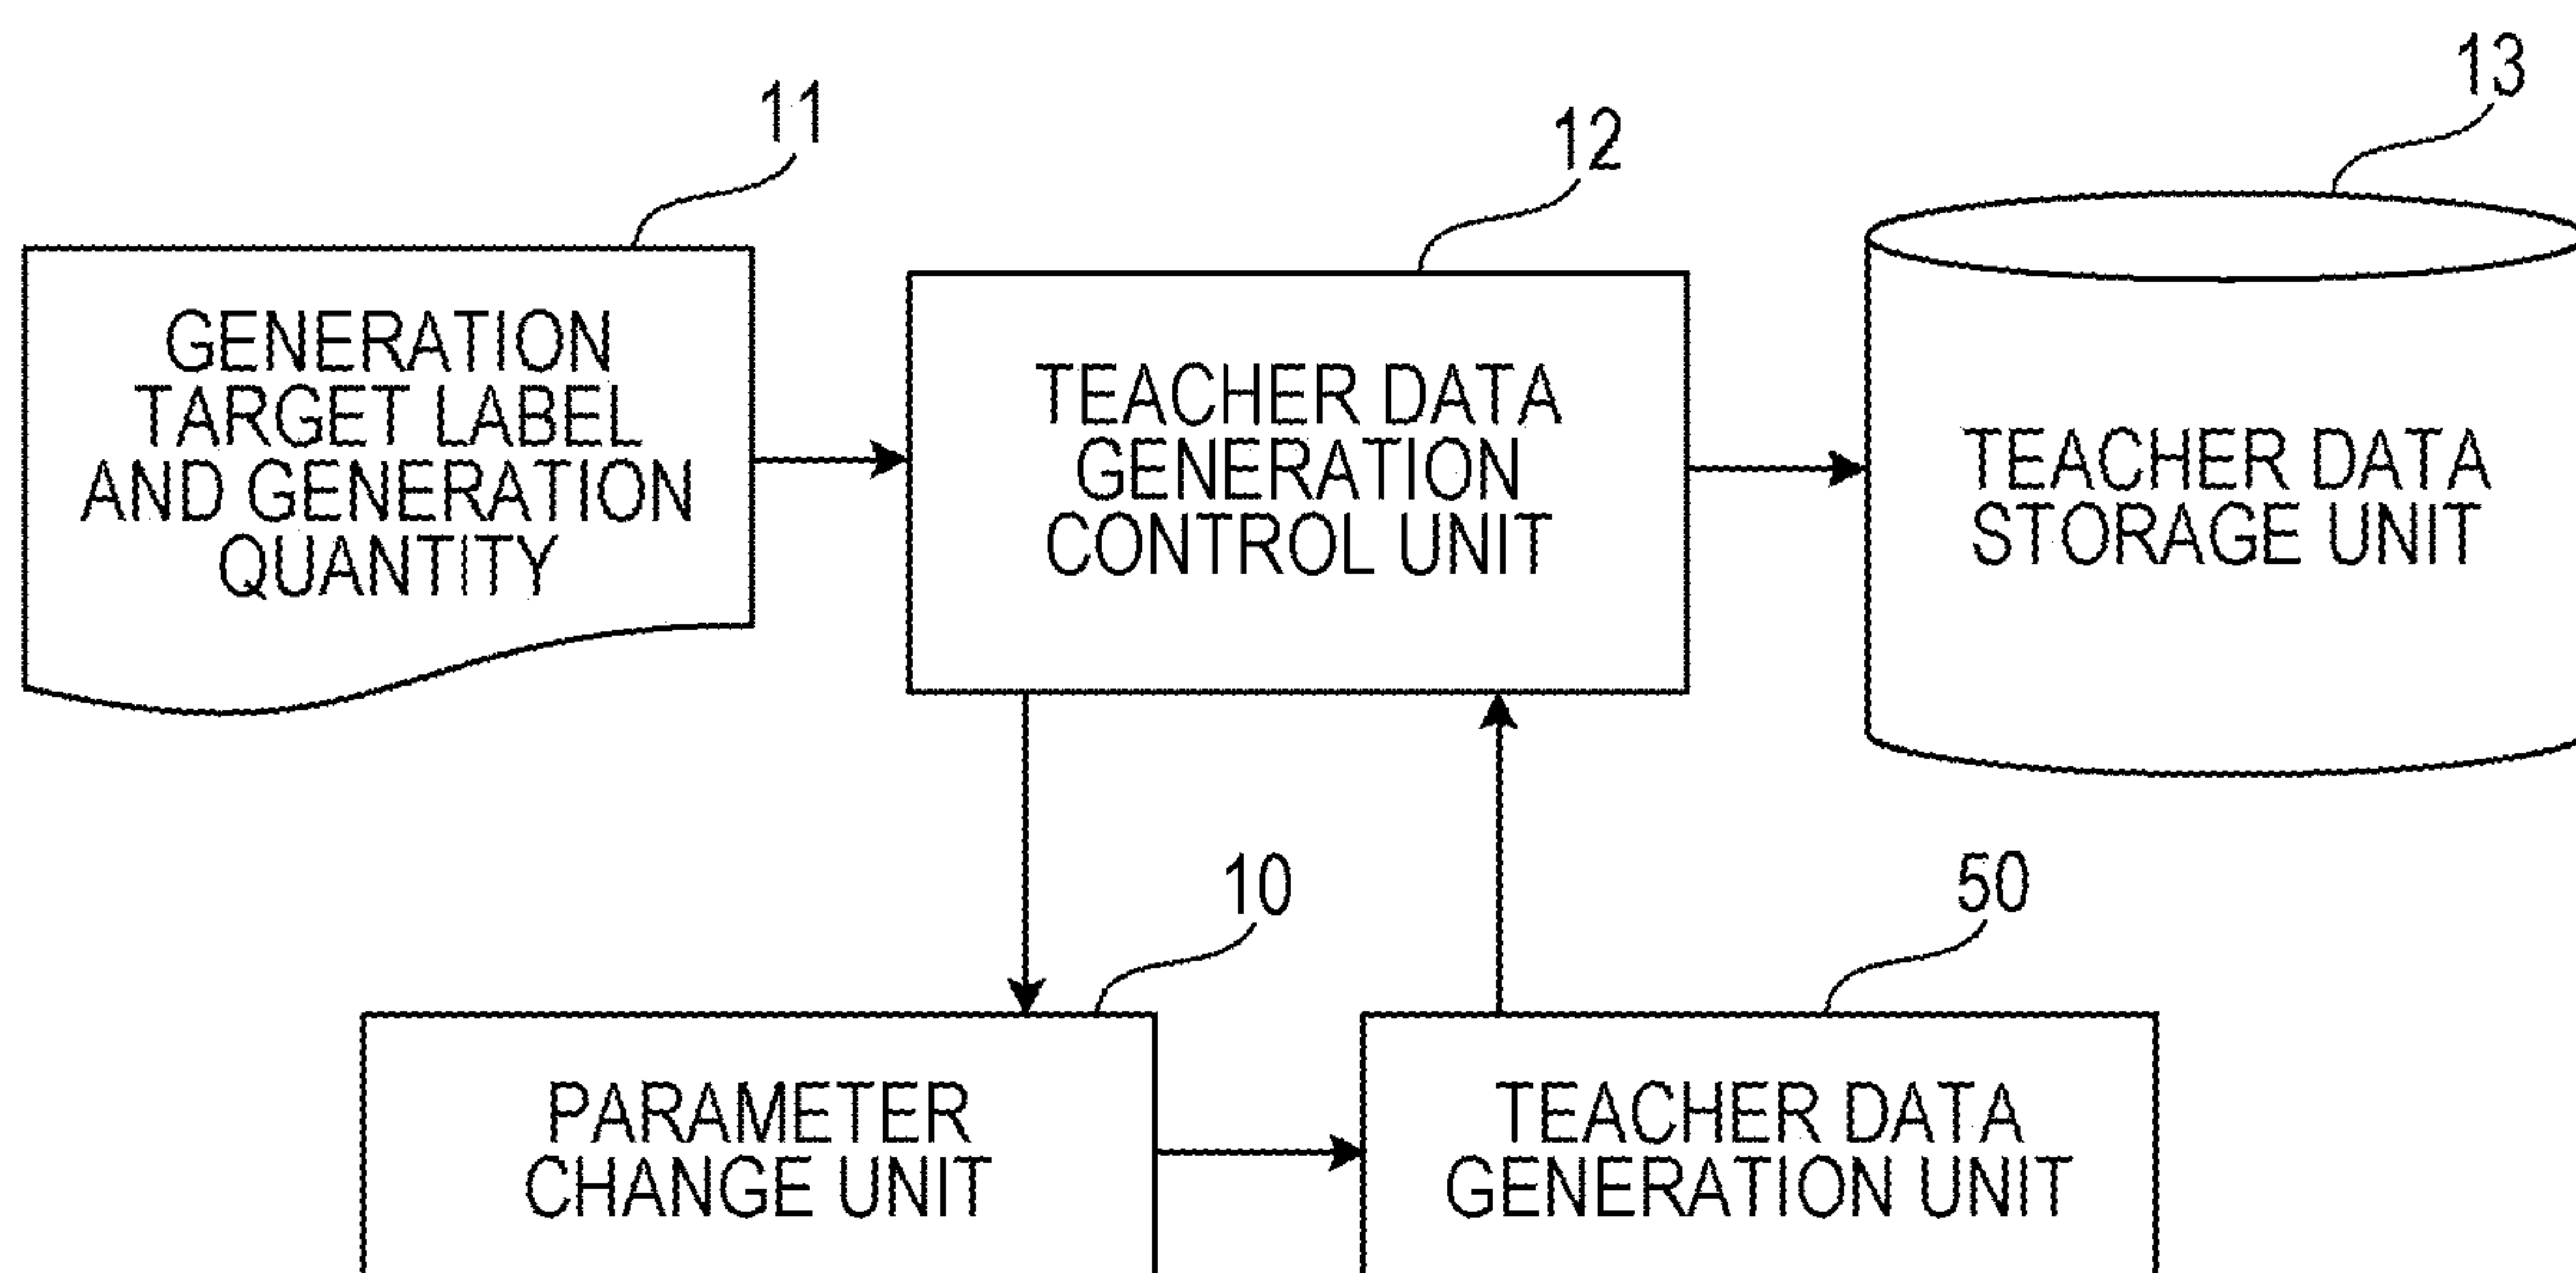 11
12
13
GENERATION
TARGET LABEL
AND GENERATION
QUANTITY
TEACHER DATA
GENERATION
CONTROL UNIT
TEACHER DATA
STORAGE UNIT
10
50
PARAMETER
CHANGE UNIT
TEACHER DATA
GENERATION UNIT